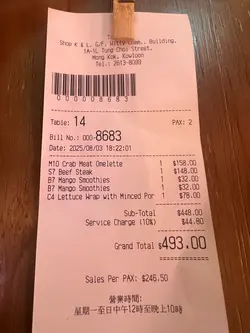 Shop K & L, G/F, Witty Comm. Building,
1A-1L Tung Choi Street,
Mong Kok, Kowloon
Tel: 2613-8089
00008683
Table: 14 PAX: 2
Bill No.: 000-8683
Date: 2025/08/03 18:22:01
M10 Crab Meat Omelette 1 $158.00
S7 Beef Steak 1 $148.00
B7 Mango Smoothies 1 $32.00
B7 Mango Smoothies 1 $32.00
C4 Lettuce Wrap with Minced Por 1 $78.00
Sub-Total $448.00
Service Charge (10%) $44.80
Grand Total $493.00
Sales Per PAX: $246.50
營業時間:
星期一至日中午12時至晚上10時